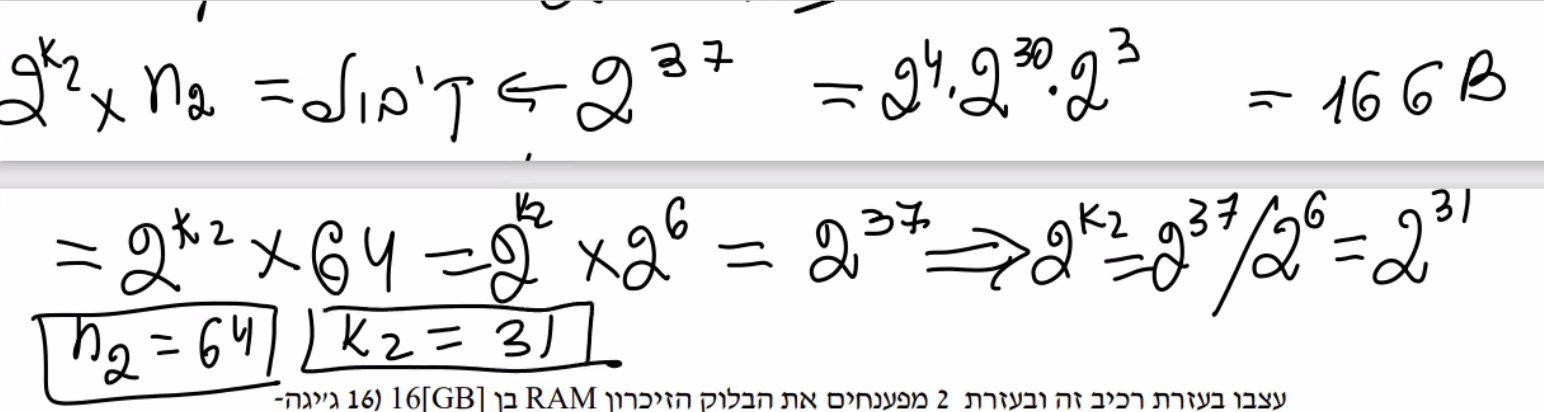 2^k2 x n2 = דימול ← 2^37 = 2^4 · 2^30 · 2^3 = 16GB
= 2^k2 x 64 = 2^k2 x 2^6 = 2^37 ⇒ 2^k2 = 2^37 / 2^6 = 2^31
n2 = 64 k2 = 31
עצבו בעזרת רכיב זה ובעזרת 2 מפענחים את הבלוק הזיכרון RAM בן 16[GB] (16 ג״יגה-